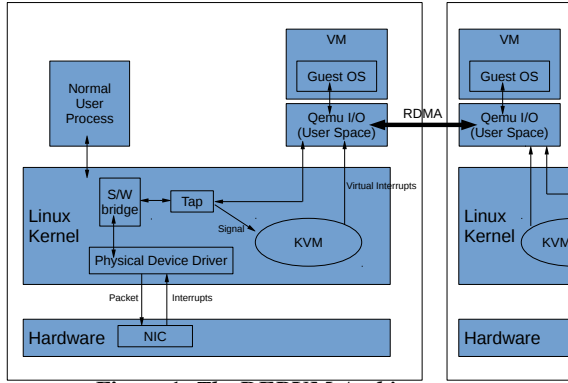 VM
Guest OS
Normal
User
Process
Qemu I/O
(User Space)
RDMA
Virtual Interrupts
S/W
bridge
Tap
Linux
Kernel
Signal
KVM
Physical Device Driver
Packet
Interrupts
Hardware
NIC
VM
Guest OS
Qemu I/O
(User Space)
Linux
Kernel
KVM
Hardware